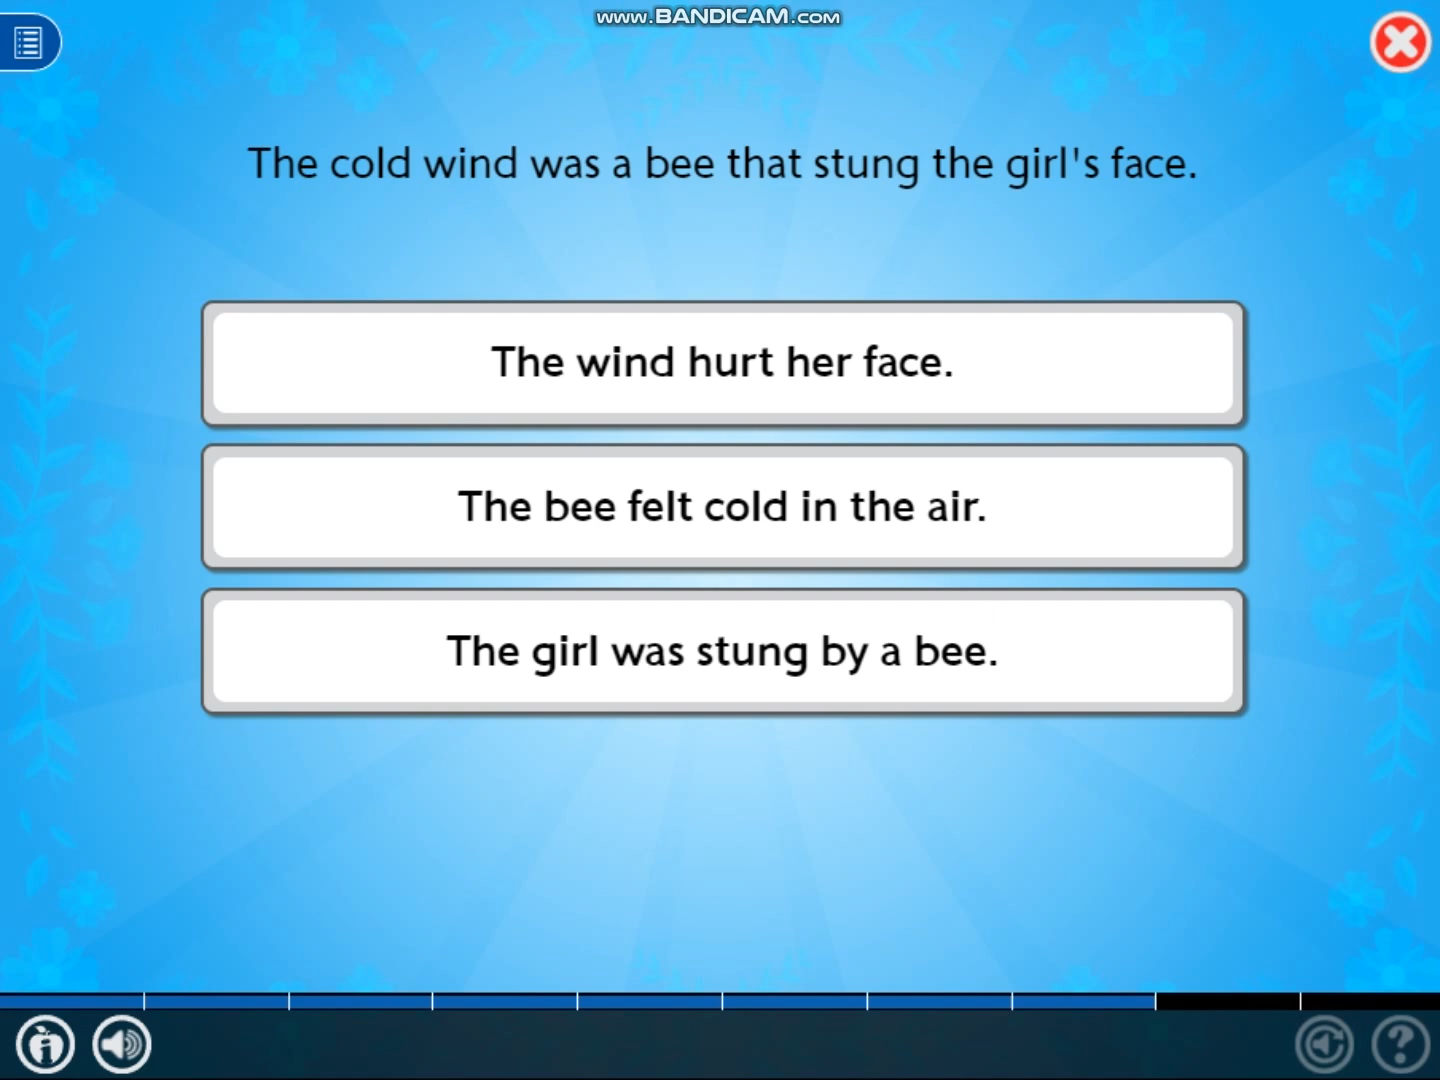 www.BANDICAM.com
The cold wind was a bee that stung the girl's face.
The wind hurt her face.
The bee felt cold in the air.
The girl was stung by a bee.